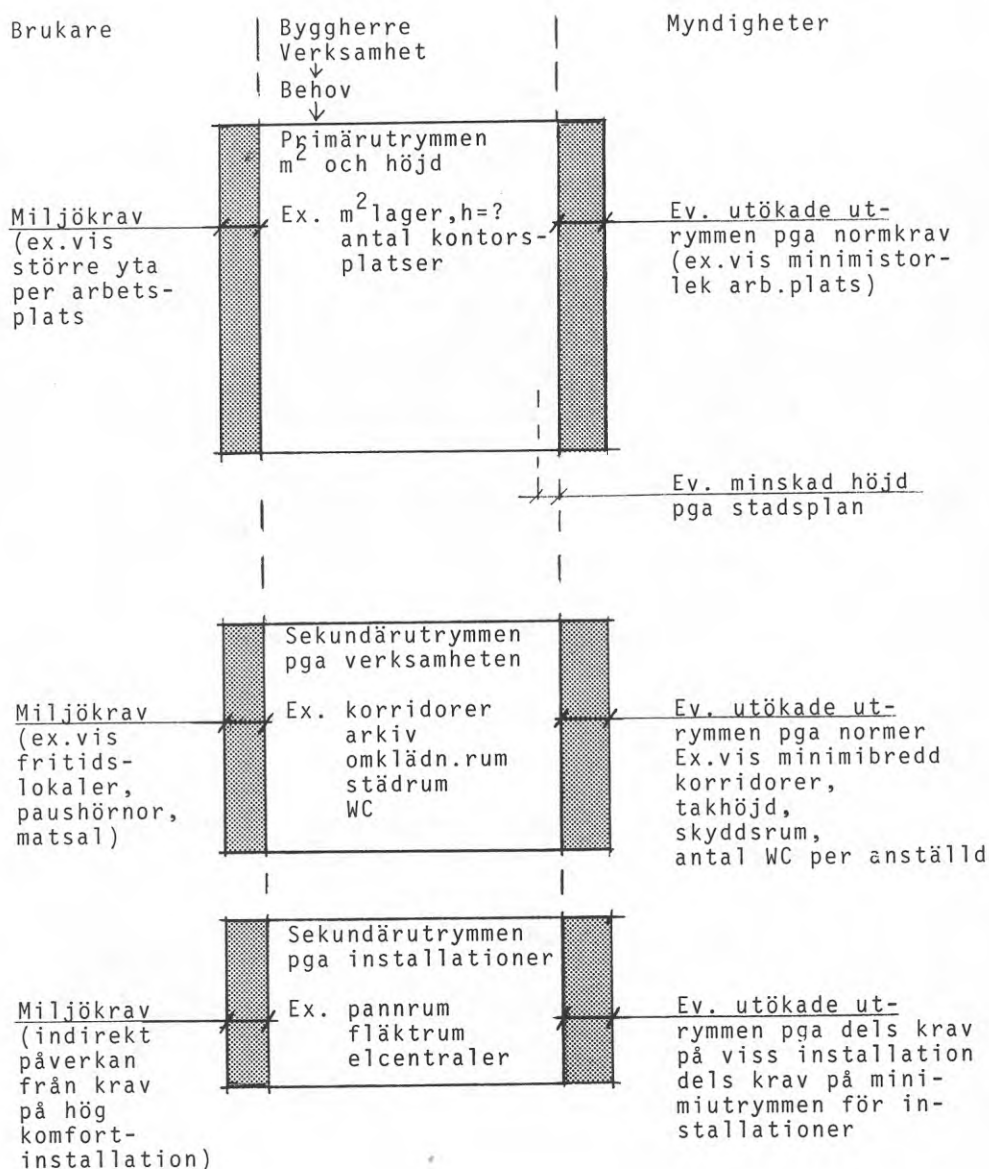 Brukare
Byggherre
Verksamhet
Behov
Myndigheter
Primärutrymmen
m² och höjd
Ex. m² lager, h=?
antal kontors-
platser
Miljökrav
(ex.vis
större yta
per arbets-
plats
Ev. utökade ut-
rymmen pga normkrav
(ex.vis minimistor-
lek arb.plats)
Ev. minskad höjd
pga stadsplan
Sekundärutrymmen
pga verksamheten
Ex. korridorer
arkiv
omklädn.rum
städrum
WC
Miljökrav
(ex.vis
fritids-
lokaler,
paushörnor,
matsal)
Ev. utökade ut-
rymmen pga normer
Ex.vis minimibredd
korridorer,
takhöjd,
skyddsrum,
antal WC per anställd
Sekundärutrymmen
pga installationer
Ex. pannrum
fläktrum
elcentraler
Miljökrav
(indirekt
påverkan
från krav
på hög
komfort-
installation)
Ev. utökade ut-
rymmen pga dels krav
på viss installation
dels krav på mini-
miutrymmen för in-
stallationer